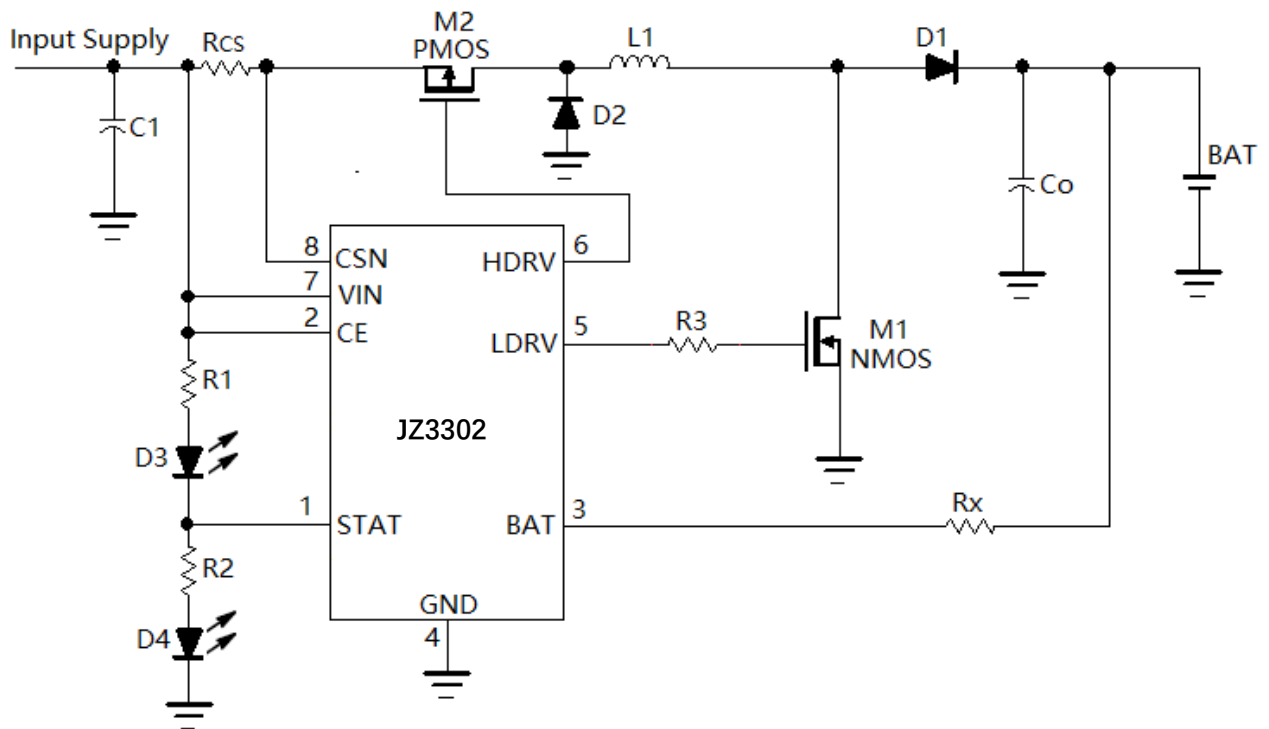 Input Supply
RCS
M2
PMOS
L1
D1
C1
D2
Co
BAT
8
CSN
7
VIN
2
CE
HDRV
6
LDRV
5
R3
M1
NMOS
R1
JZ3302
D3
1
STAT
BAT
3
Rx
R2
GND
4
D4